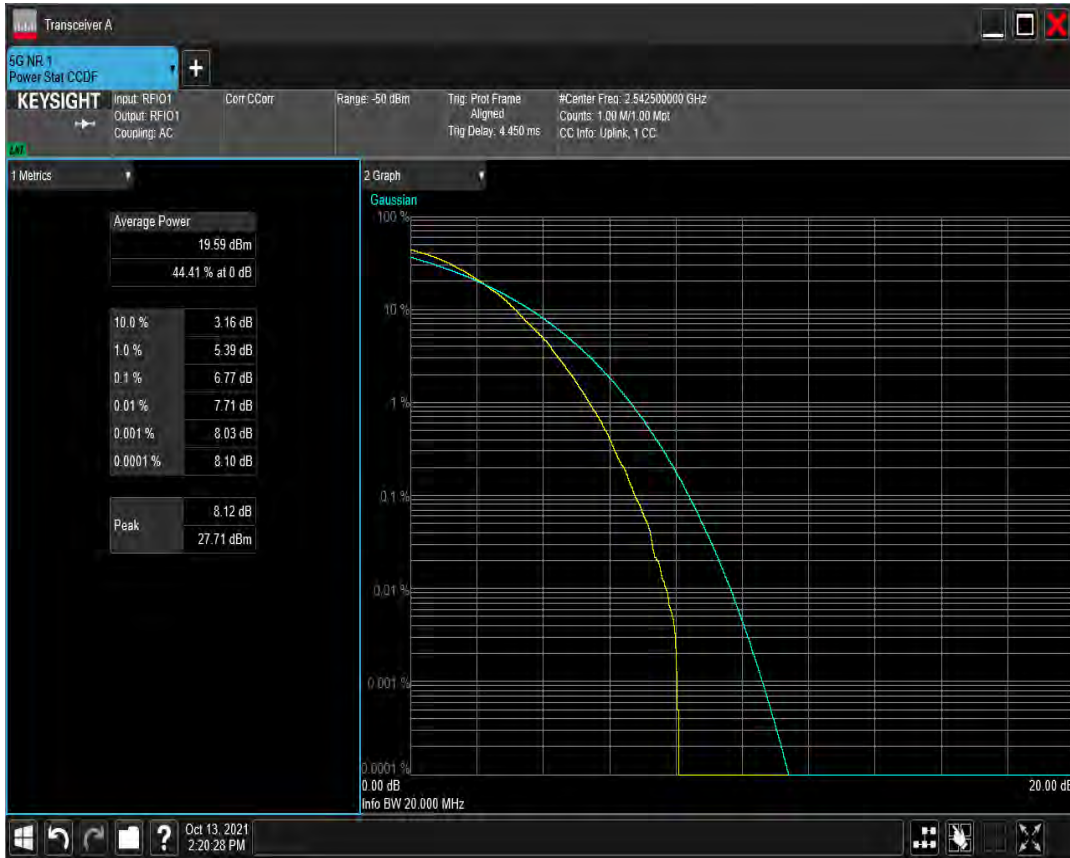 Transceiver A
5G NR 1
Power Stat CCDF
KEYSIGHT
Input: RFIO1
Output: RFIO1
Coupling: AC
Corr CCorr
Range: -50 dBm
Trig: Prot Frame
Aligned
Trig Delay: 4.450 ms
#Center Freq: 2.542500000 GHz
Counts: 1.00 M/1.00 Mpt
CC Info: Uplink, 1 CC
LXI
1 Metrics
Average Power
19.59 dBm
44.41 % at 0 dB
10.0 % 3.16 dB
1.0 % 5.39 dB
0.1 % 6.77 dB
0.01 % 7.71 dB
0.001 % 8.03 dB
0.0001 % 8.10 dB
Peak
8.12 dB
27.71 dBm
2 Graph
Gaussian
100 %
10 %
1 %
0.1 %
0.01 %
0.001 %
0.0001 %
0.00 dB
20.00 dB
Info BW 20.000 MHz
Oct 13, 2021
2:20:28 PM